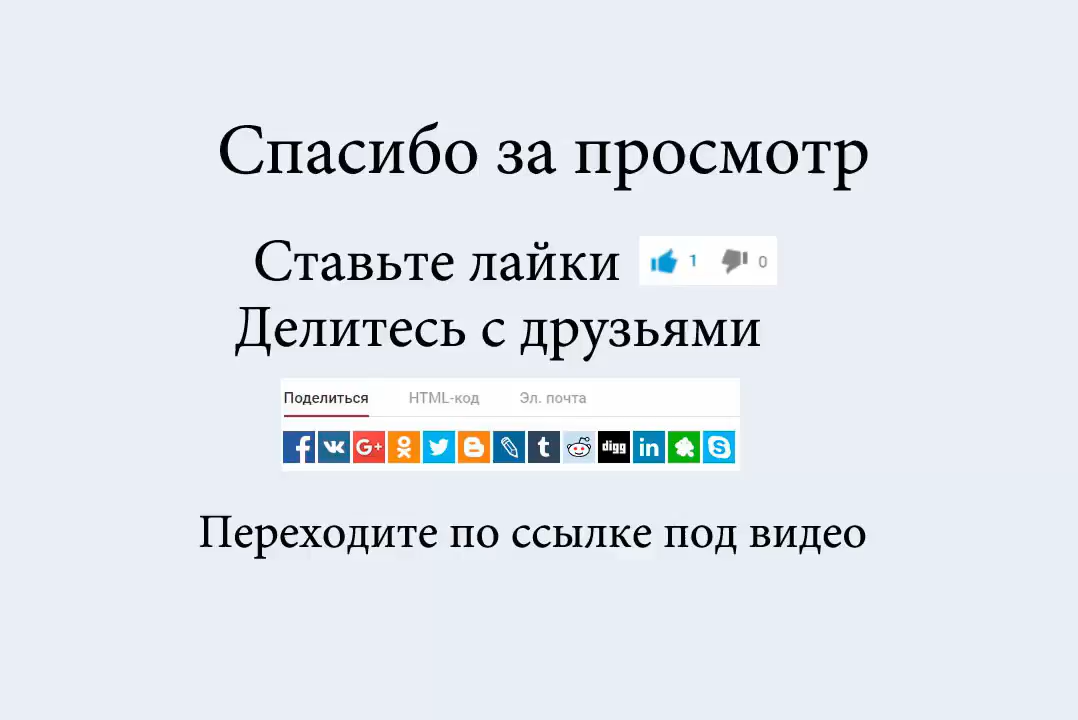 Спасибо за просмотр
Ставьте лайки 1 0
Делитесь с друзьями
Поделиться HTML-код Эл. почта
digg
Переходите по ссылке под видео